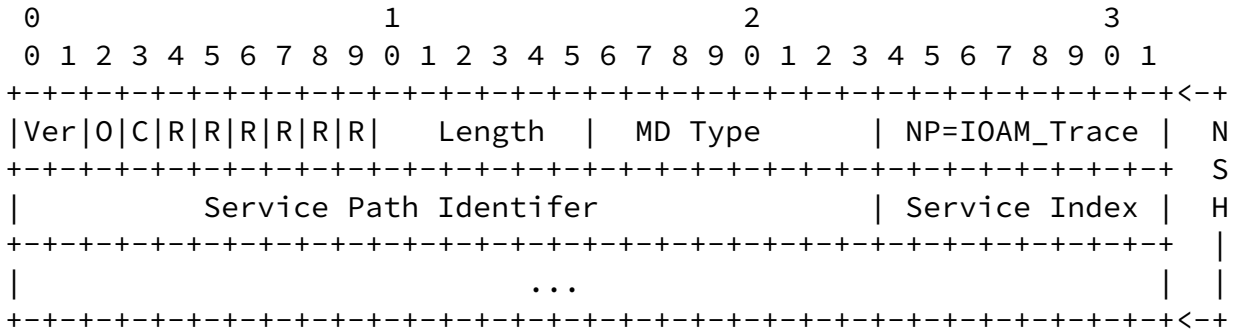 0                   1                   2                   3
 0 1 2 3 4 5 6 7 8 9 0 1 2 3 4 5 6 7 8 9 0 1 2 3 4 5 6 7 8 9 0 1
+-+-+-+-+-+-+-+-+-+-+-+-+-+-+-+-+-+-+-+-+-+-+-+-+-+-+-+-+-+-+-+-+<-+
|Ver|O|C|R|R|R|R|R|R|   Length  |  MD Type      | NP=IOAM_Trace |  N
+-+-+-+-+-+-+-+-+-+-+-+-+-+-+-+-+-+-+-+-+-+-+-+-+-+-+-+-+-+-+-+-+  S
|          Service Path Identifer               | Service Index |  H
+-+-+-+-+-+-+-+-+-+-+-+-+-+-+-+-+-+-+-+-+-+-+-+-+-+-+-+-+-+-+-+-+  |
|                            ...                                |  |
+-+-+-+-+-+-+-+-+-+-+-+-+-+-+-+-+-+-+-+-+-+-+-+-+-+-+-+-+-+-+-+-+<-+